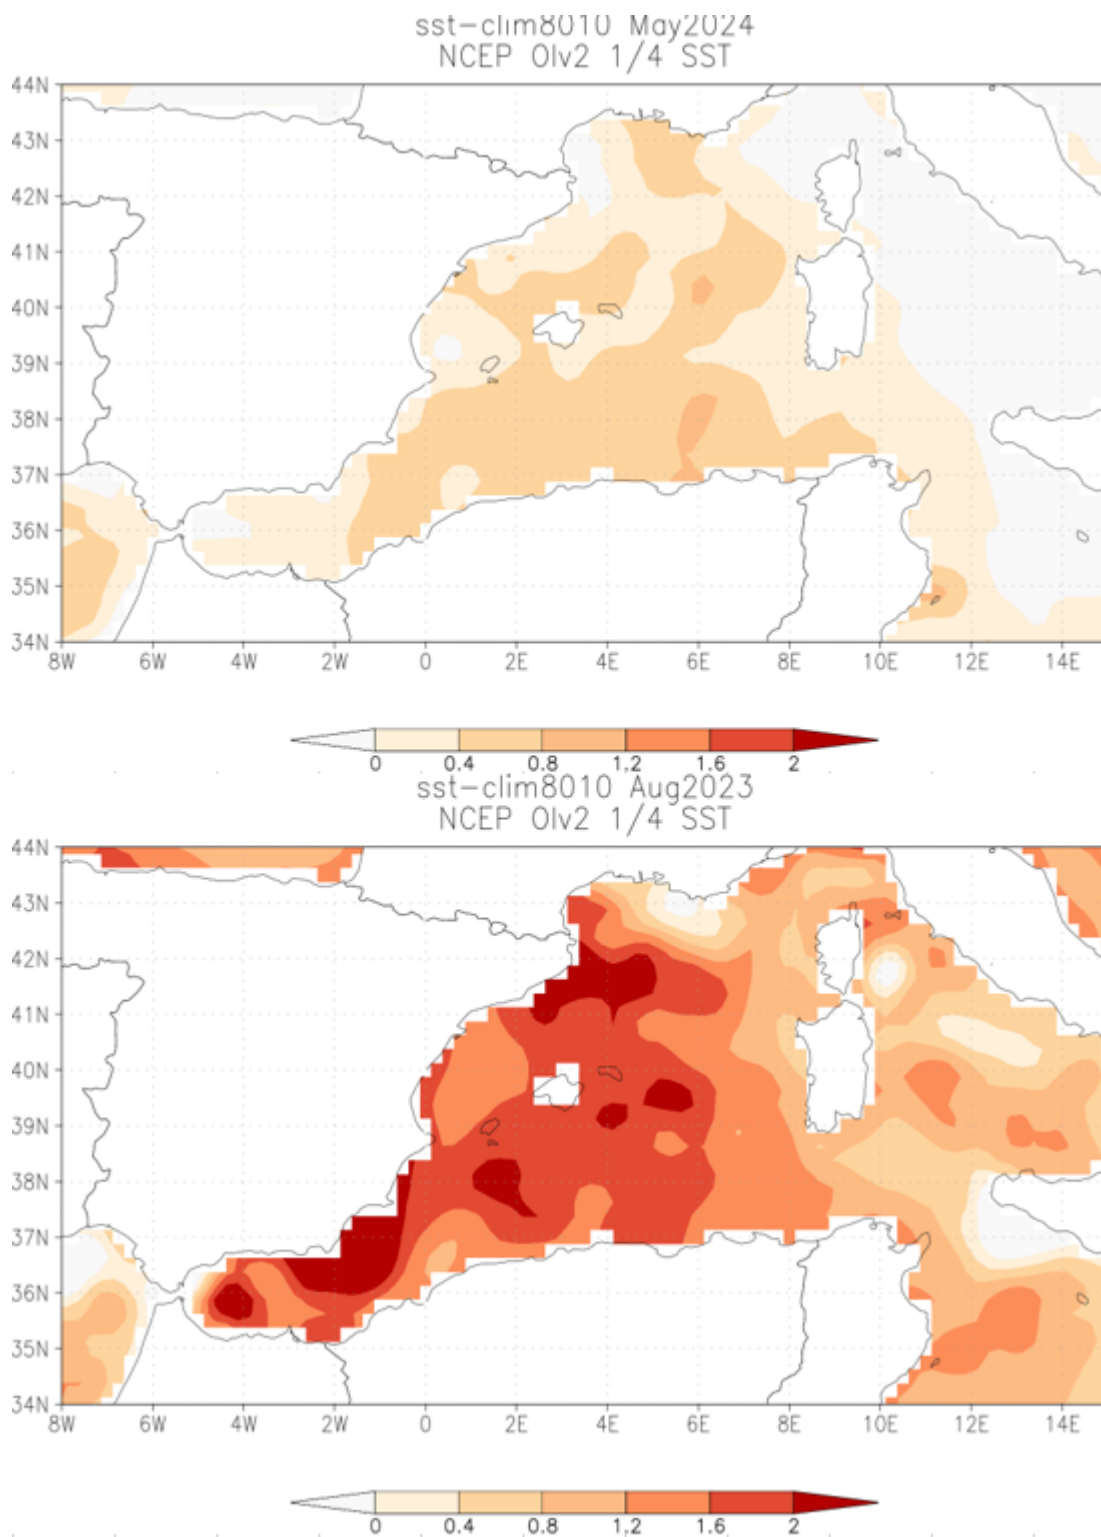 sst-clim8010 May2024
NCEP OIv2 1/4 SST
44N
43N
42N
41N
40N
39N
38N
37N
36N
35N
34N
8W 6W 4W 2W 0 2E 4E 6E 8E 10E 12E 14E
0 0.4 0.8 1.2 1.6 2
sst-clim8010 Aug2023
NCEP OIv2 1/4 SST
44N
43N
42N
41N
40N
39N
38N
37N
36N
35N
34N
8W 6W 4W 2W 0 2E 4E 6E 8E 10E 12E 14E
0 0.4 0.8 1.2 1.6 2